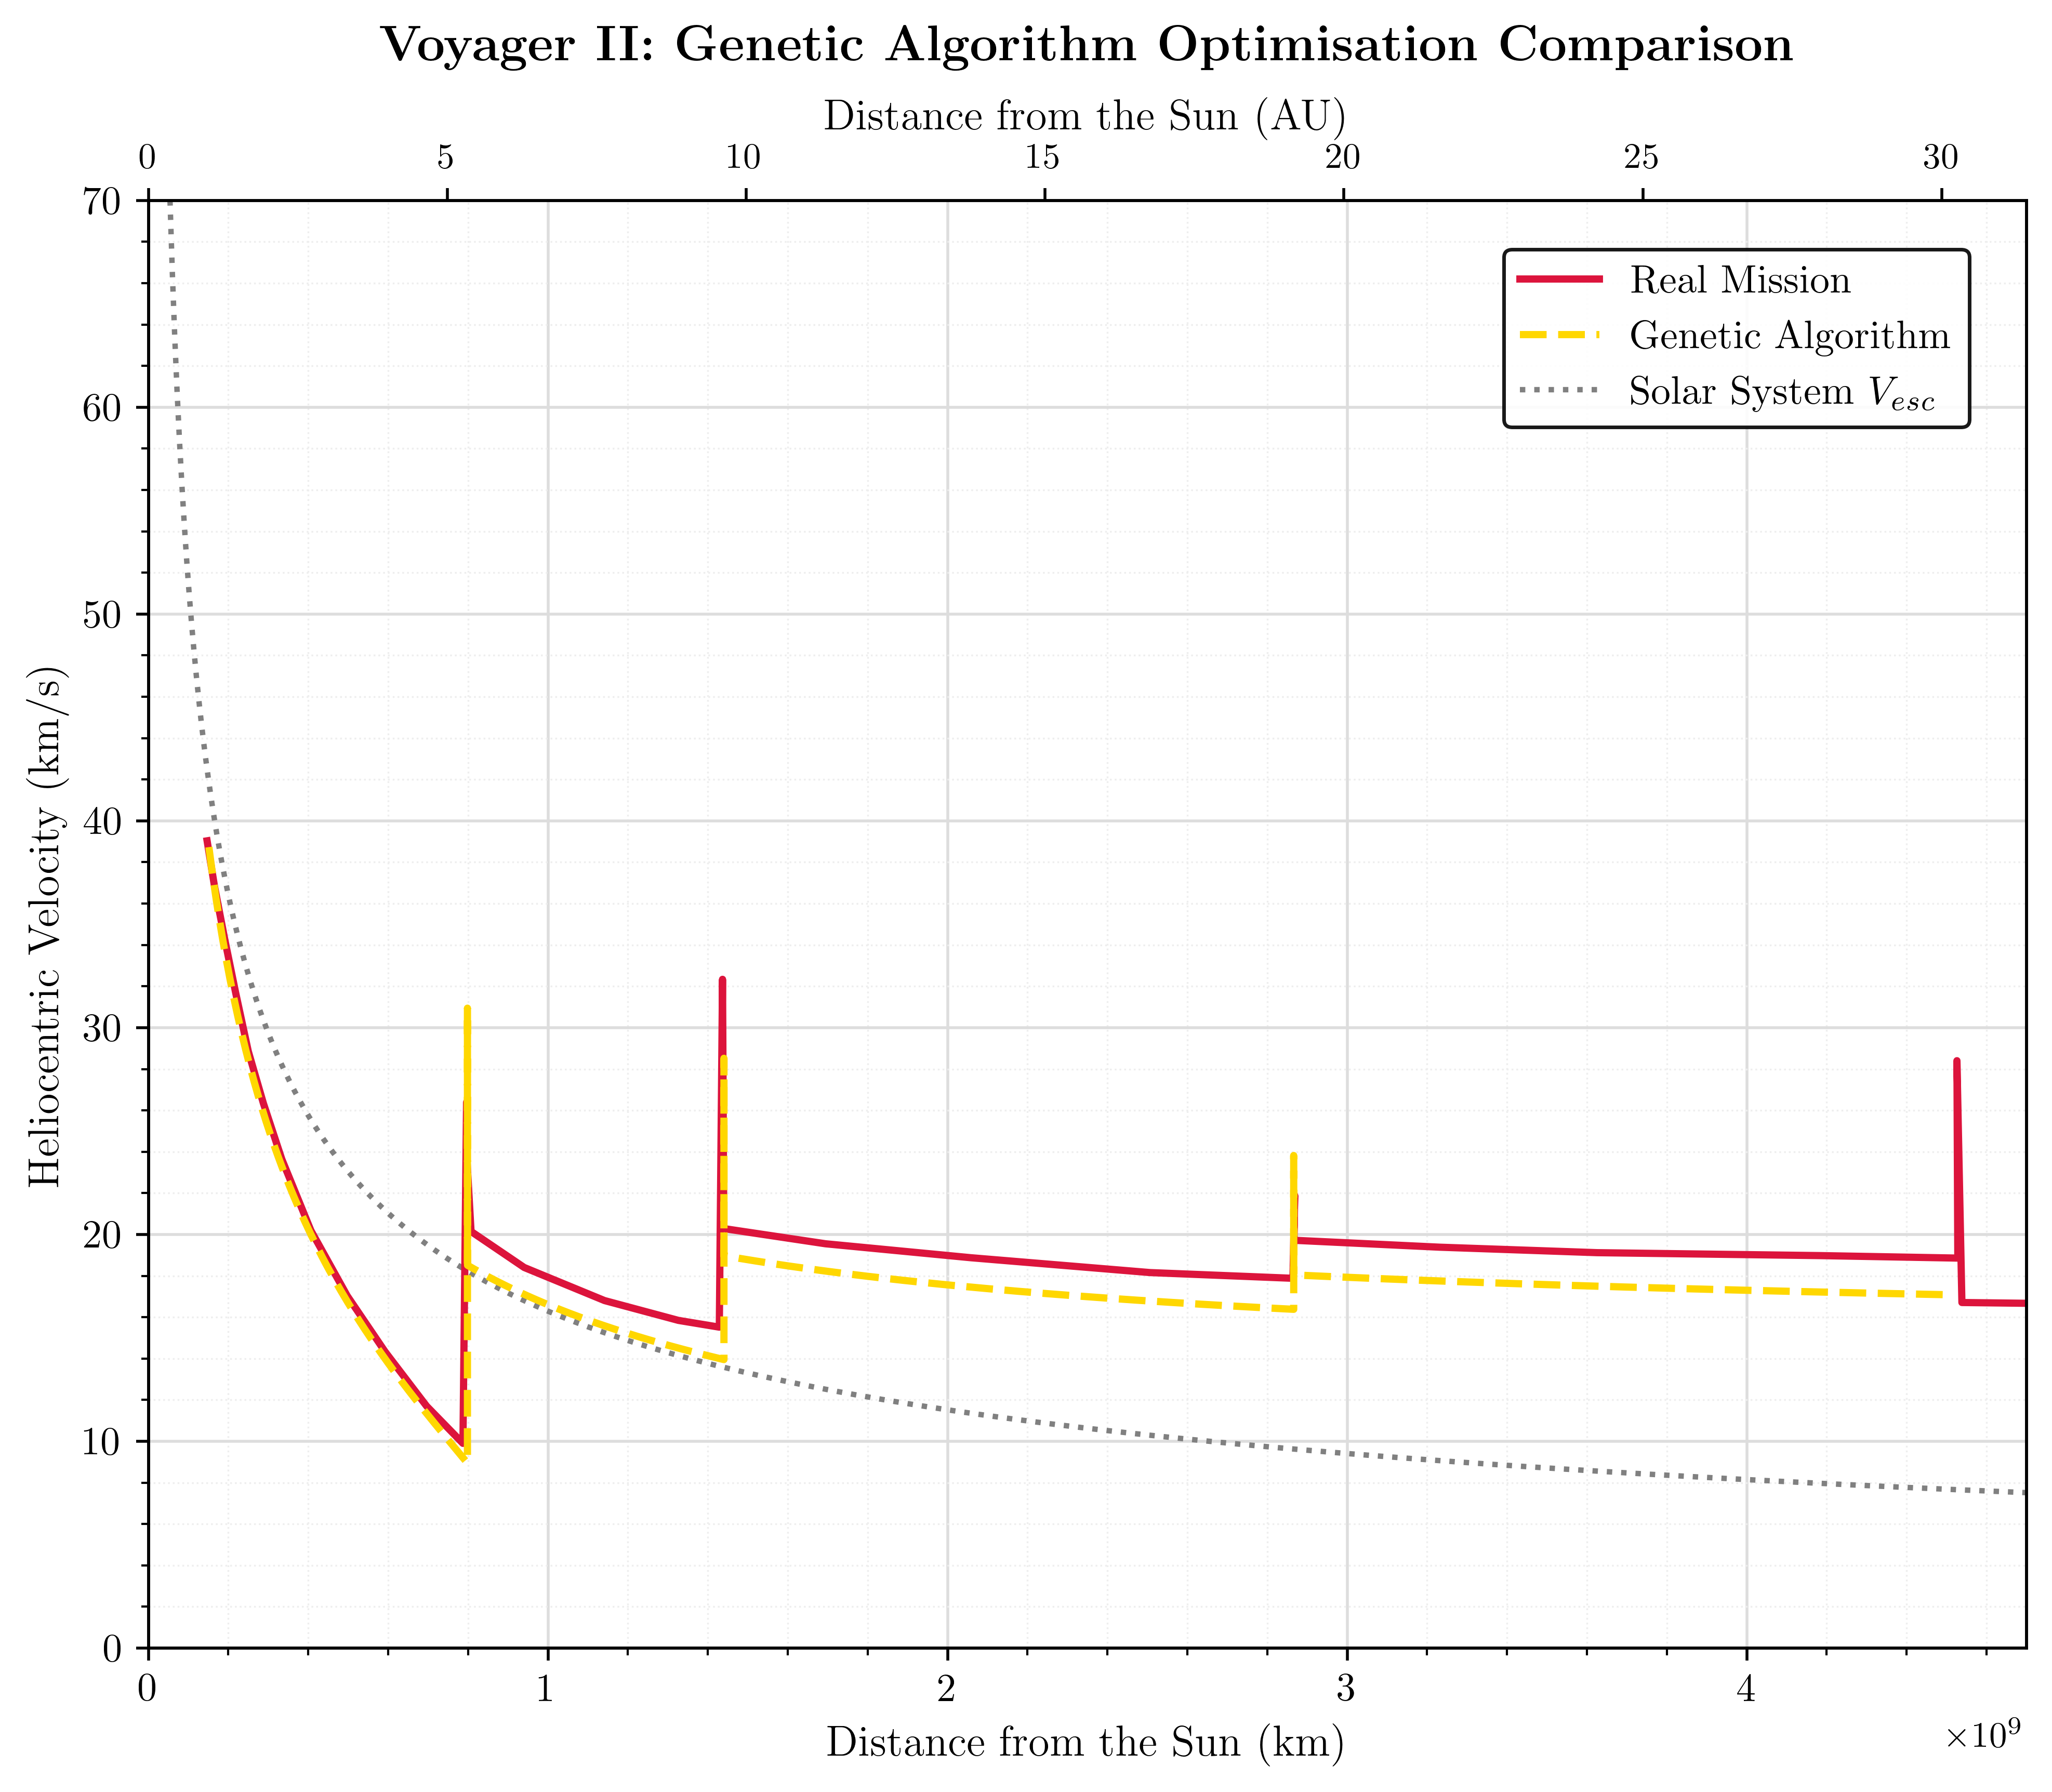 Voyager II: Genetic Algorithm Optimisation Comparison
Distance from the Sun (AU)
0 5 10 15 20 25 30
70
60
50
40
30
20
10
0
Heliocentric Velocity (km/s)
Real Mission
Genetic Algorithm
Solar System V_{esc}
0 1 2 3 4
×10⁹
Distance from the Sun (km)